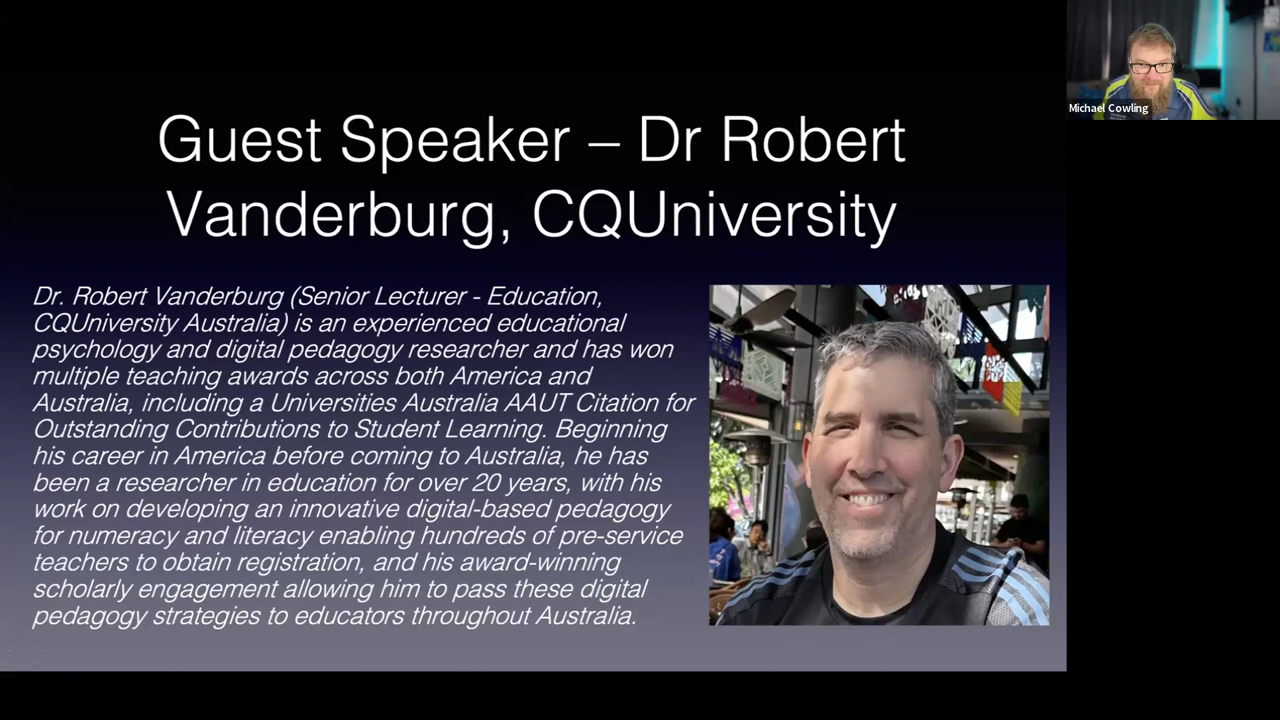 Guest Speaker – Dr Robert
Vanderburg, CQUniversity
Dr. Robert Vanderburg (Senior Lecturer - Education,
CQUniversity Australia) is an experienced educational
psychology and digital pedagogy researcher and has won
multiple teaching awards across both America and
Australia, including a Universities Australia AAUT Citation for
Outstanding Contributions to Student Learning. Beginning
his career in America before coming to Australia, he has
been a researcher in education for over 20 years, with his
work on developing an innovative digital-based pedagogy
for numeracy and literacy enabling hundreds of pre-service
teachers to obtain registration, and his award-winning
scholarly engagement allowing him to pass these digital
pedagogy strategies to educators throughout Australia.
Michael Cowling